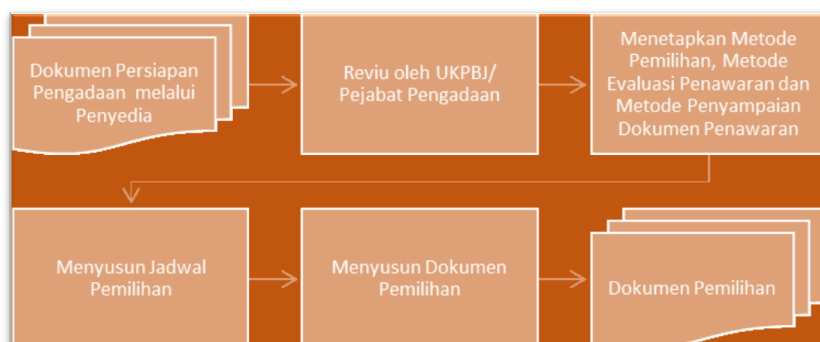 Dokumen Persiapan
Pengadaan melalui
Penyedia
Reviu oleh UKPBJ/
Pejabat Pengadaan
Menetapkan Metode
Pemilihan, Metode
Evaluasi Penawaran dan
Metode Penyampaian
Dokumen Penawaran
Menyusun Jadwal
Pemilihan
Menyusun Dokumen
Pemilihan
Dokumen Pemilihan